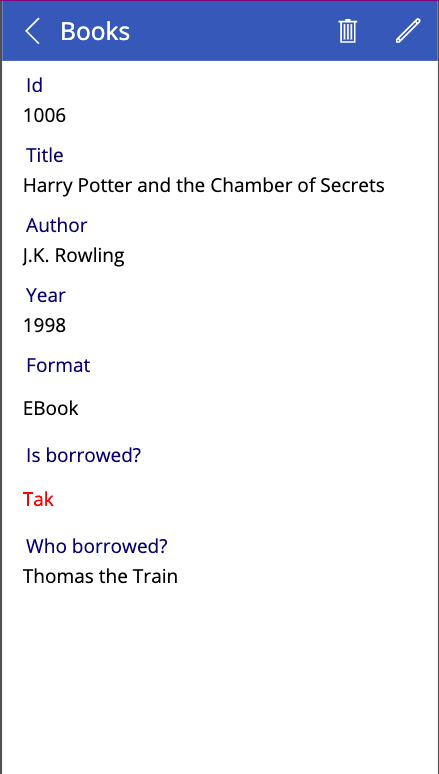 Books
Id
1006
Title
Harry Potter and the Chamber of Secrets
Author
J.K. Rowling
Year
1998
Format
EBook
Is borrowed?
Tak
Who borrowed?
Thomas the Train